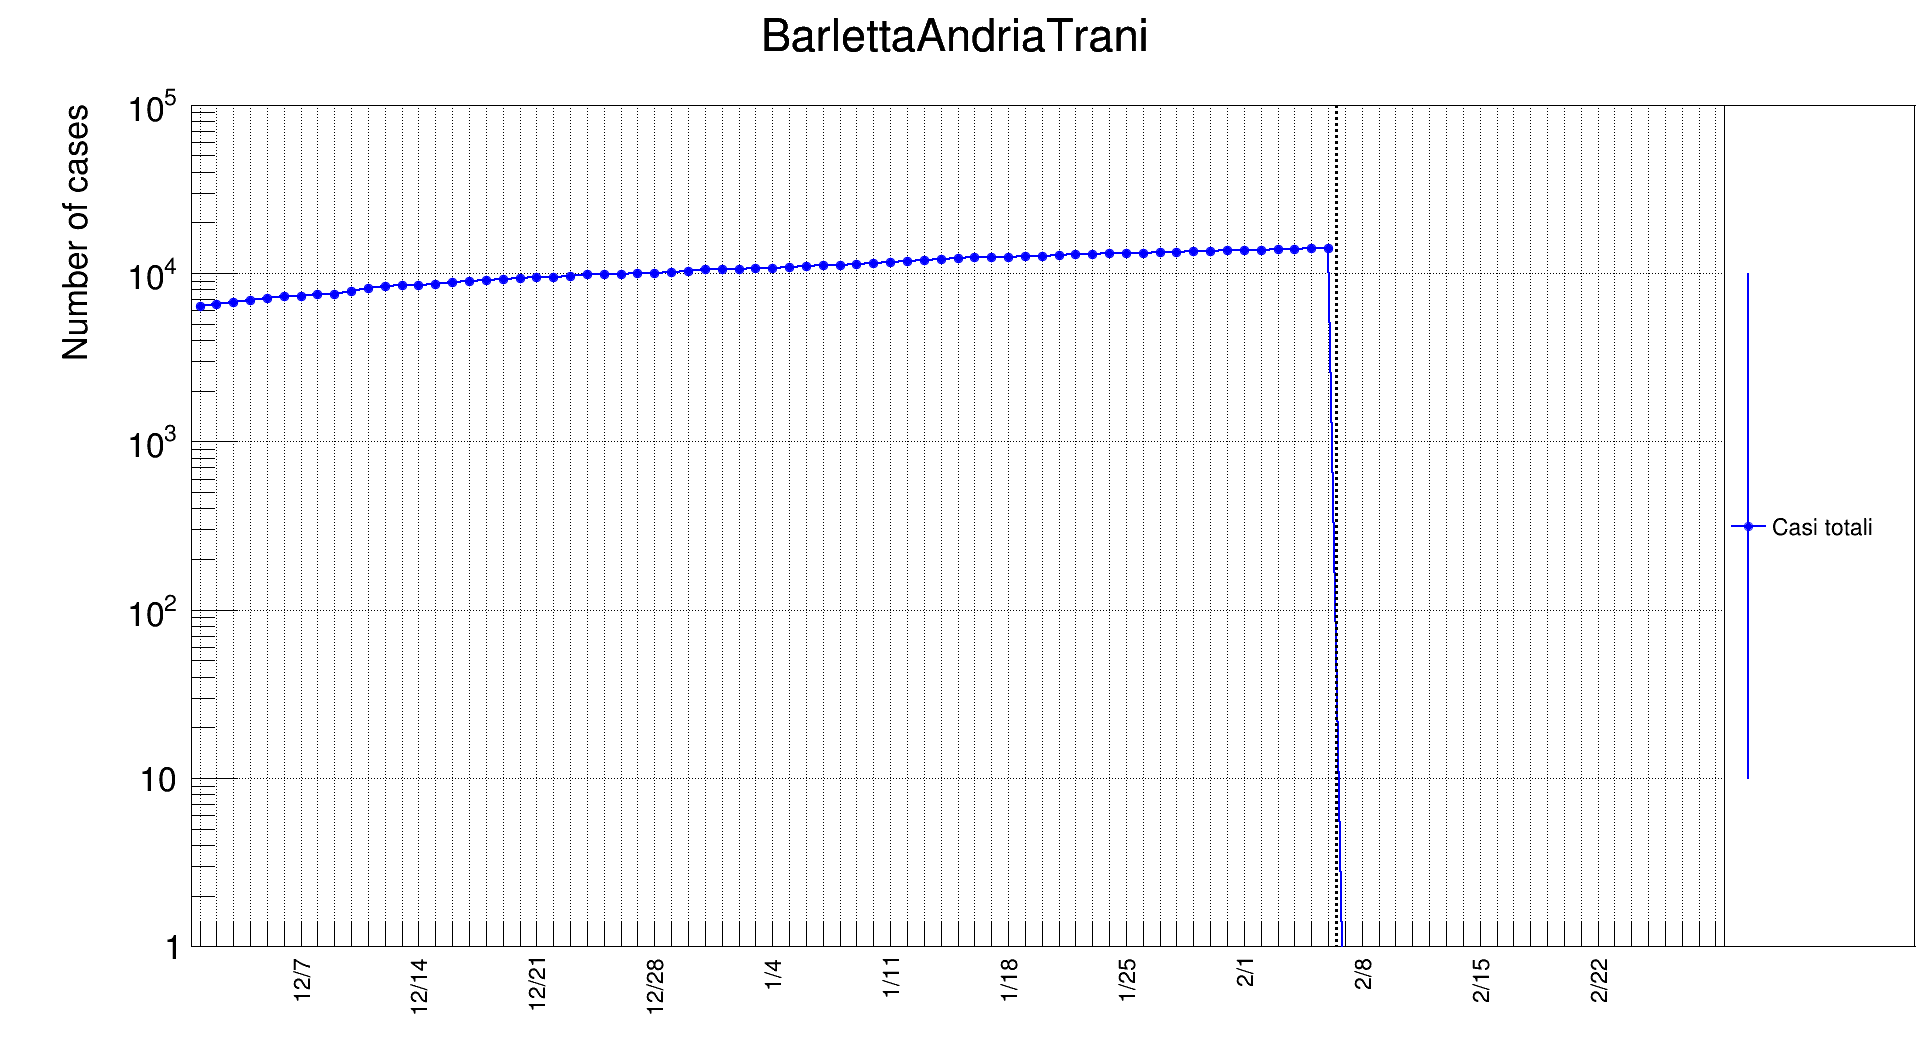 BarlettaAndriaTrani
Number of cases
10^5
10^4
10^3
10^2
10
1
12/7 12/14 12/21 12/28 1/4 1/11 1/18 1/25 2/1 2/8 2/15 2/22
Casi totali